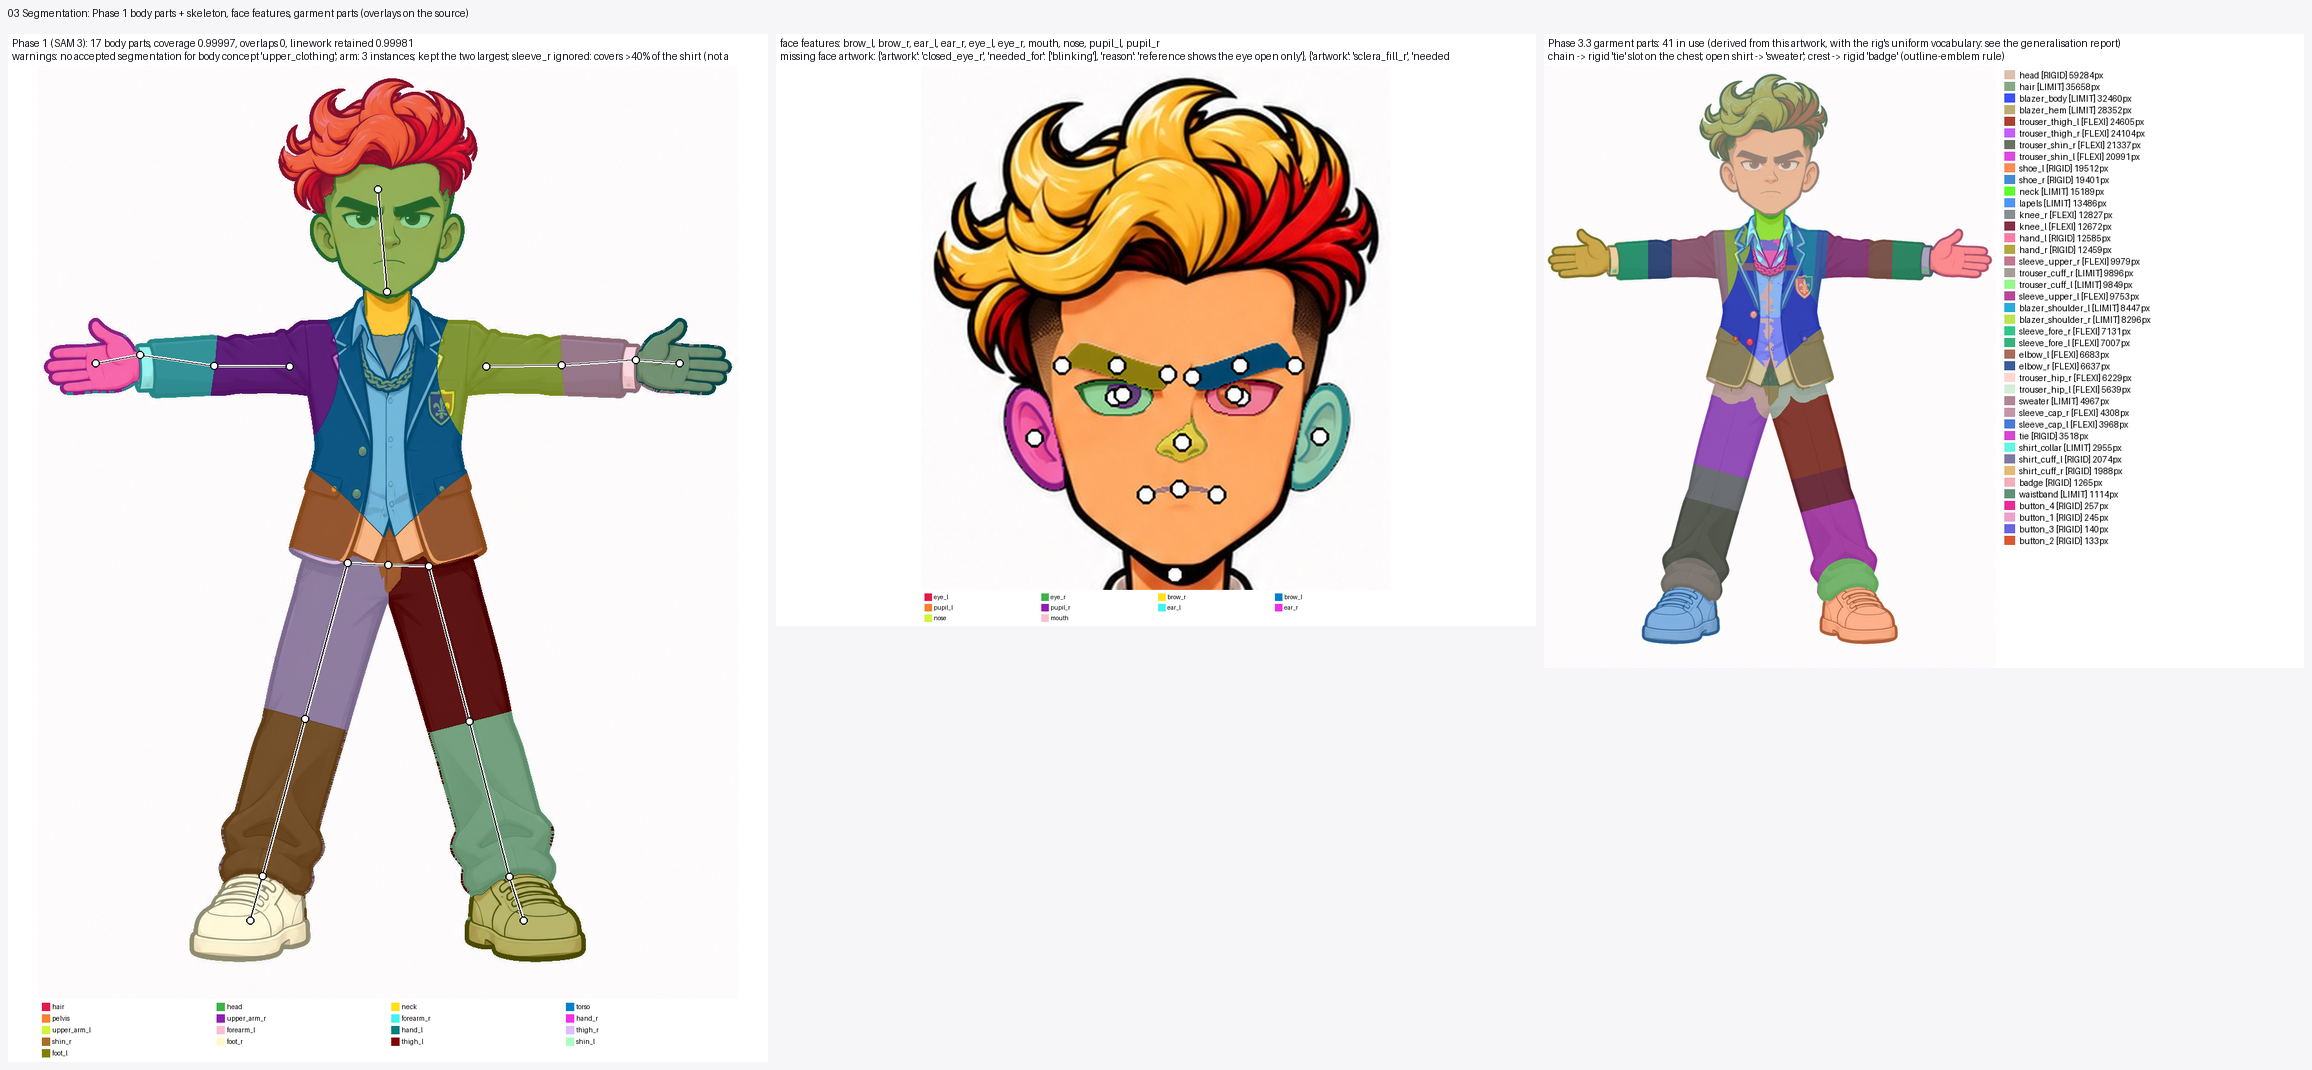 03 Segmentation: Phase 1 body parts + skeleton, face features, garment parts (overlays on the source)
Phase 1 (SAM 3): 17 body parts, coverage 0.99997, overlaps 0, linework retained 0.99981
warnings: no accepted segmentation for body concept 'upper_clothing'; arm: 3 instances; kept the two largest; sleeve_r ignored: covers >40% of the shirt (not a
hair
head
neck
torso
pelvis
upper_arm_r
forearm_r
hand_r
upper_arm_l
forearm_l
hand_l
thigh_r
shin_r
foot_r
thigh_l
shin_l
foot_l
face features: brow_l, brow_r, ear_l, ear_r, eye_l, eye_r, mouth, nose, pupil_l, pupil_r
missing face artwork: {'artwork': 'closed_eye_r', 'needed_for': ['blinking'], 'reason': 'reference shows the eye open only'}, {'artwork': 'sclera_fill_r', 'needed
eye_l
eye_r
brow_r
brow_l
pupil_l
pupil_r
ear_l
ear_r
nose
mouth
Phase 3.3 garment parts: 41 in use (derived from this artwork, with the rig's uniform vocabulary: see the generalisation report)
chain -> rigid 'tie' slot on the chest; open shirt -> 'sweater'; crest -> rigid 'badge' (outline-emblem rule)
head [RIGID] 59284px
hair [LIMIT] 35658px
blazer_body [LIMIT] 32460px
blazer_hem [LIMIT] 28352px
trouser_thigh_l [FLEXI] 24605px
trouser_thigh_r [FLEXI] 24104px
trouser_shin_r [FLEXI] 21337px
trouser_shin_l [FLEXI] 20991px
shoe_l [RIGID] 19512px
shoe_r [RIGID] 19401px
neck [LIMIT] 15189px
lapels [LIMIT] 13486px
knee_r [FLEXI] 12827px
knee_l [FLEXI] 12672px
hand_l [RIGID] 12585px
hand_r [RIGID] 12459px
sleeve_upper_r [FLEXI] 9979px
trouser_cuff_r [LIMIT] 9896px
trouser_cuff_l [LIMIT] 9849px
sleeve_upper_l [FLEXI] 9753px
blazer_shoulder_l [LIMIT] 8447px
blazer_shoulder_r [LIMIT] 8296px
sleeve_fore_r [FLEXI] 7131px
sleeve_fore_l [FLEXI] 7007px
elbow_l [FLEXI] 6683px
elbow_r [FLEXI] 6637px
trouser_hip_r [FLEXI] 6229px
trouser_hip_l [FLEXI] 5639px
sweater [LIMIT] 4967px
sleeve_cap_r [FLEXI] 4308px
sleeve_cap_l [FLEXI] 3968px
tie [RIGID] 3518px
shirt_collar [LIMIT] 2955px
shirt_cuff_l [RIGID] 2074px
shirt_cuff_r [RIGID] 1988px
badge [RIGID] 1265px
waistband [LIMIT] 1114px
button_4 [RIGID] 257px
button_1 [RIGID] 245px
button_3 [RIGID] 140px
button_2 [RIGID] 133px